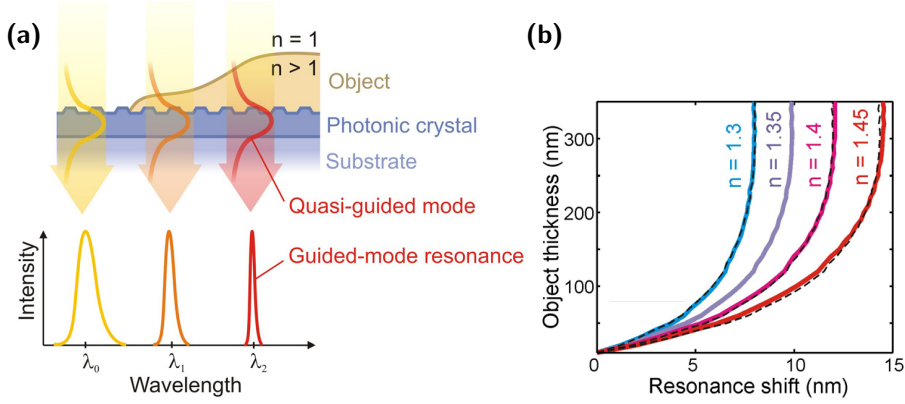 (a)
n = 1
n > 1
Object
Photonic crystal
Substrate
Quasi-guided mode
Guided-mode resonance
Intensity
λ₀
λ₁
λ₂
Wavelength
(b)
Object thickness (nm)
300
200
100
n = 1.3
n = 1.35
n = 1.4
n = 1.45
0
5
10
15
Resonance shift (nm)